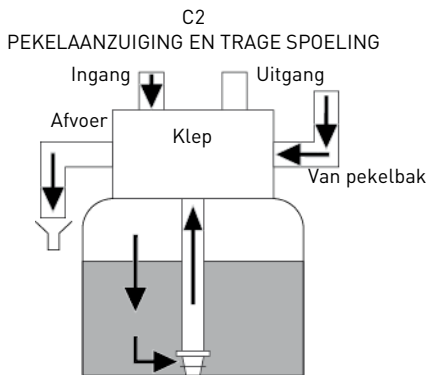 C2
PEKELAANZUIGING EN TRAGE SPOELING
Ingang
Uitgang
Afvoer
Klep
Van pekelbak